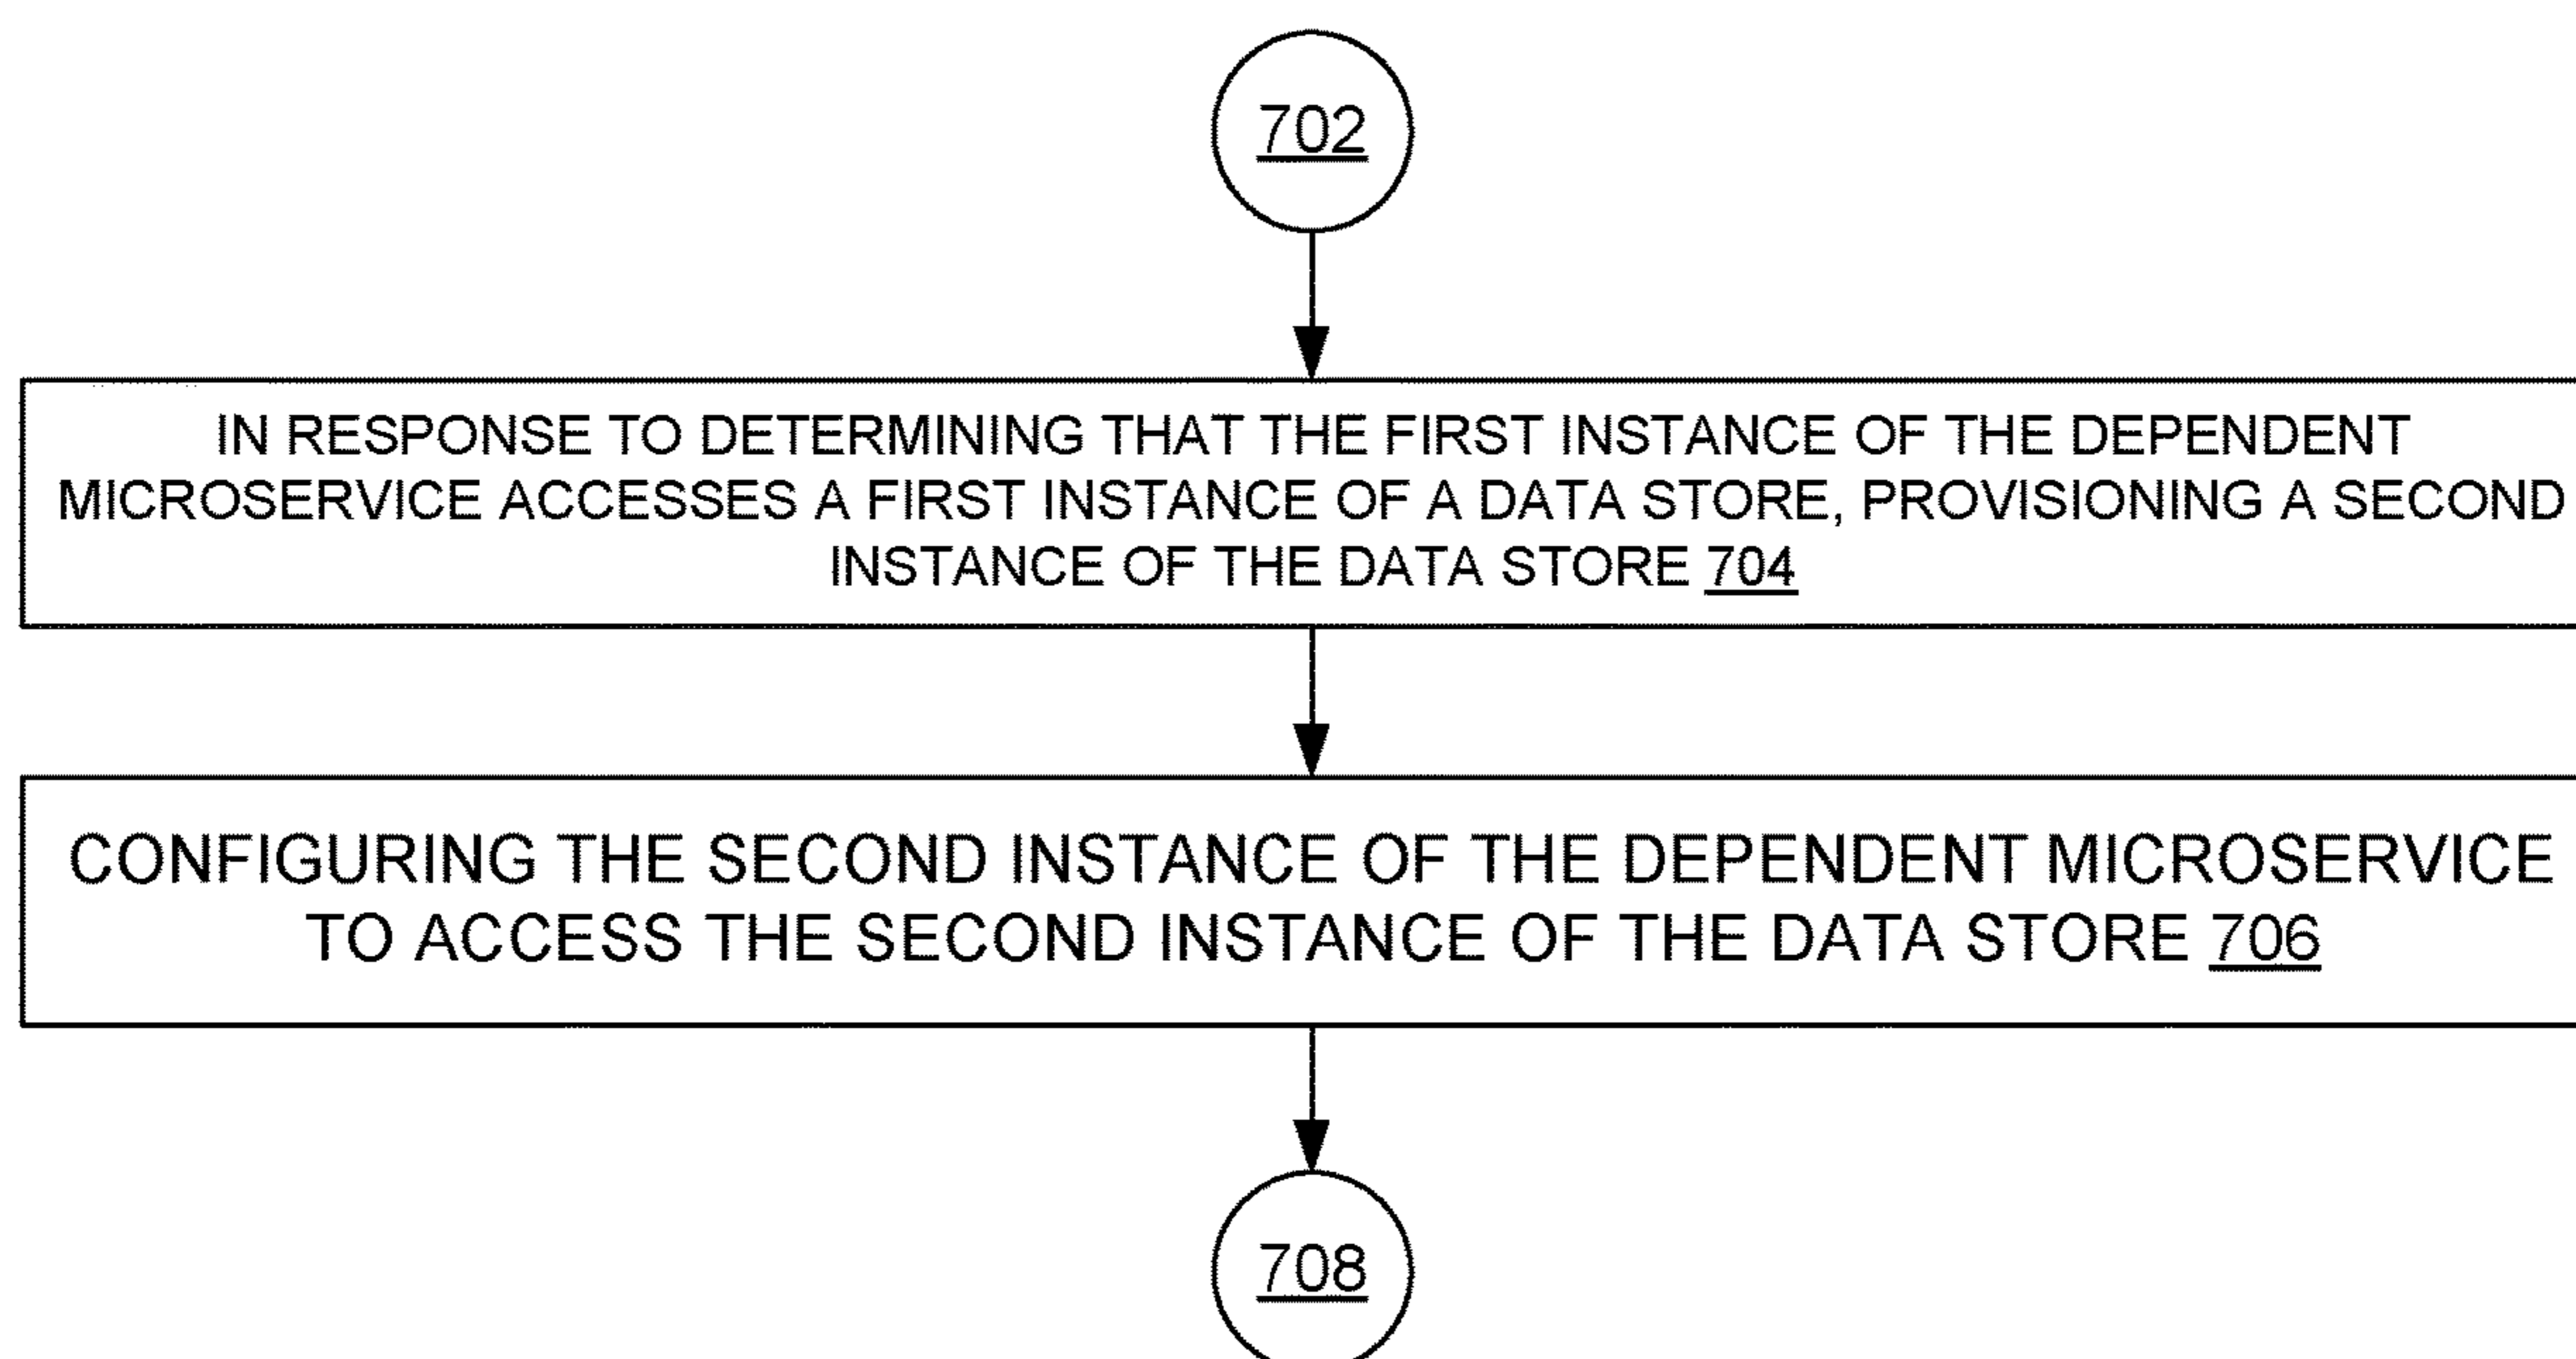 702
IN RESPONSE TO DETERMINING THAT THE FIRST INSTANCE OF THE DEPENDENT
MICROSERVICE ACCESSES A FIRST INSTANCE OF A DATA STORE, PROVISIONING A SECOND
INSTANCE OF THE DATA STORE 704
CONFIGURING THE SECOND INSTANCE OF THE DEPENDENT MICROSERVICE
TO ACCESS THE SECOND INSTANCE OF THE DATA STORE 706
708